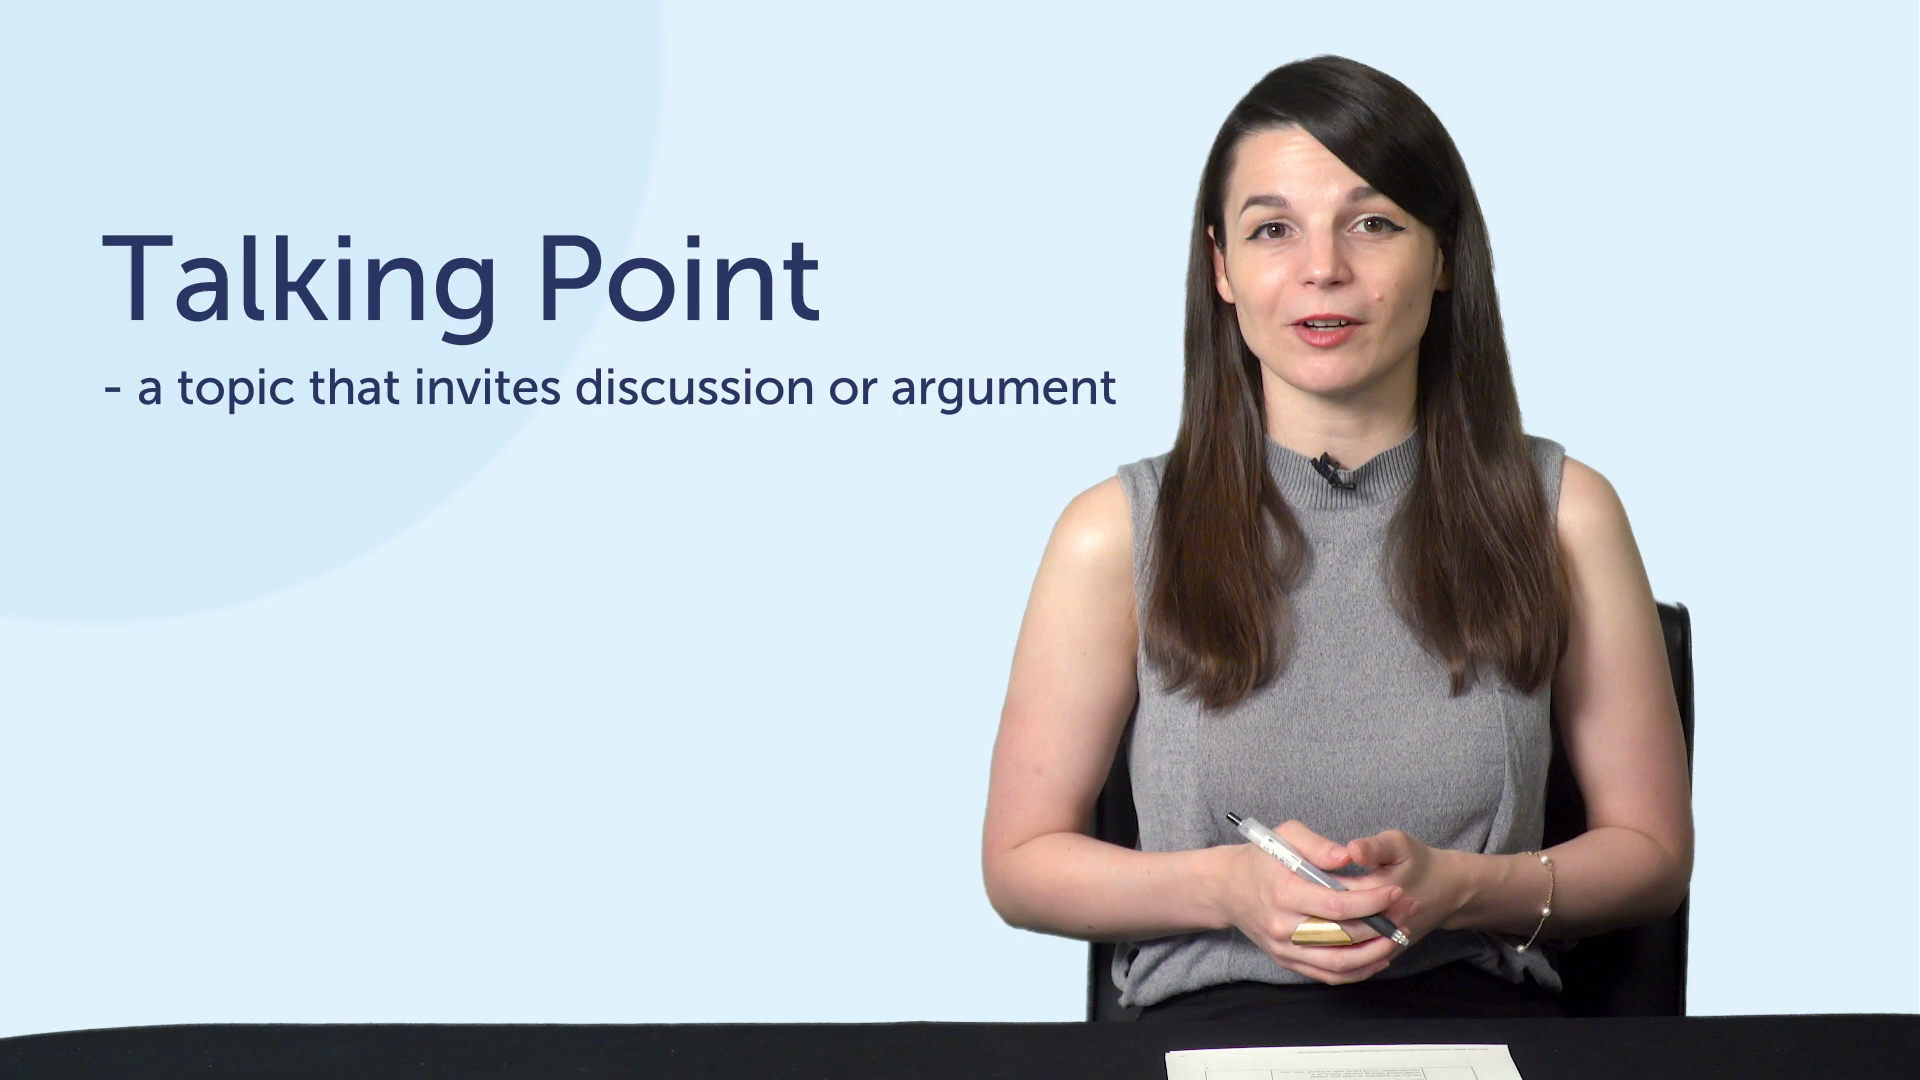 Talking Point
- a topic that invites discussion or argument